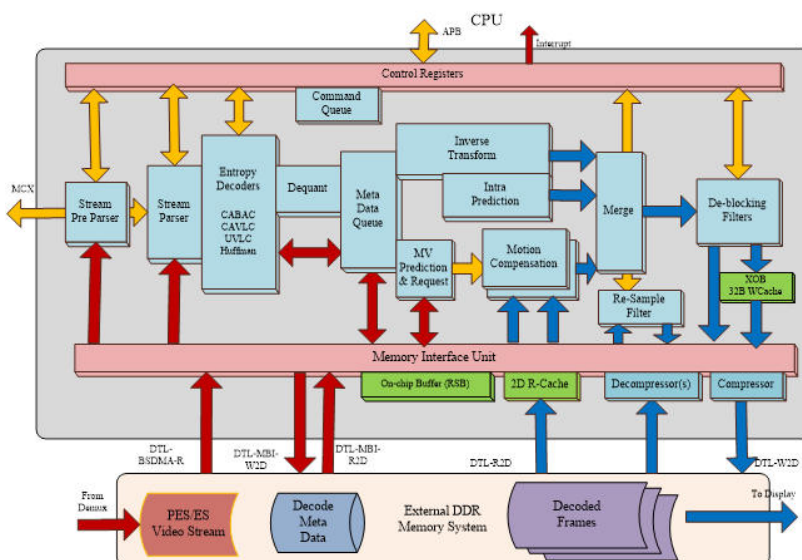 CPU
APB
Interrupt
Control Registers
Command
Queue
MCX
Stream
Pre Parser
Stream
Parser
Entropy
Decoders
CABAC
CAVLC
UVLC
Huffman
Dequant
Meta
Data
Queue
Inverse
Transform
Intra
Prediction
MV
Prediction
& Request
Motion
Compensation
Merge
Re-Sample
Filter
De-blocking
Filters
XOB
32B WCache
Memory Interface Unit
On-chip Buffer (RSB)
2D R-Cache
Decompressor(s)
Compressor
DTL-
BSDMA-R
DTL-MBI-
W2D
DTL-MBI-
R2D
DTL-R2D
DTL-W2D
From
Demux
PES/ES
Video Stream
Decode
Meta
Data
External DDR
Memory System
Decoded
Frames
To Display